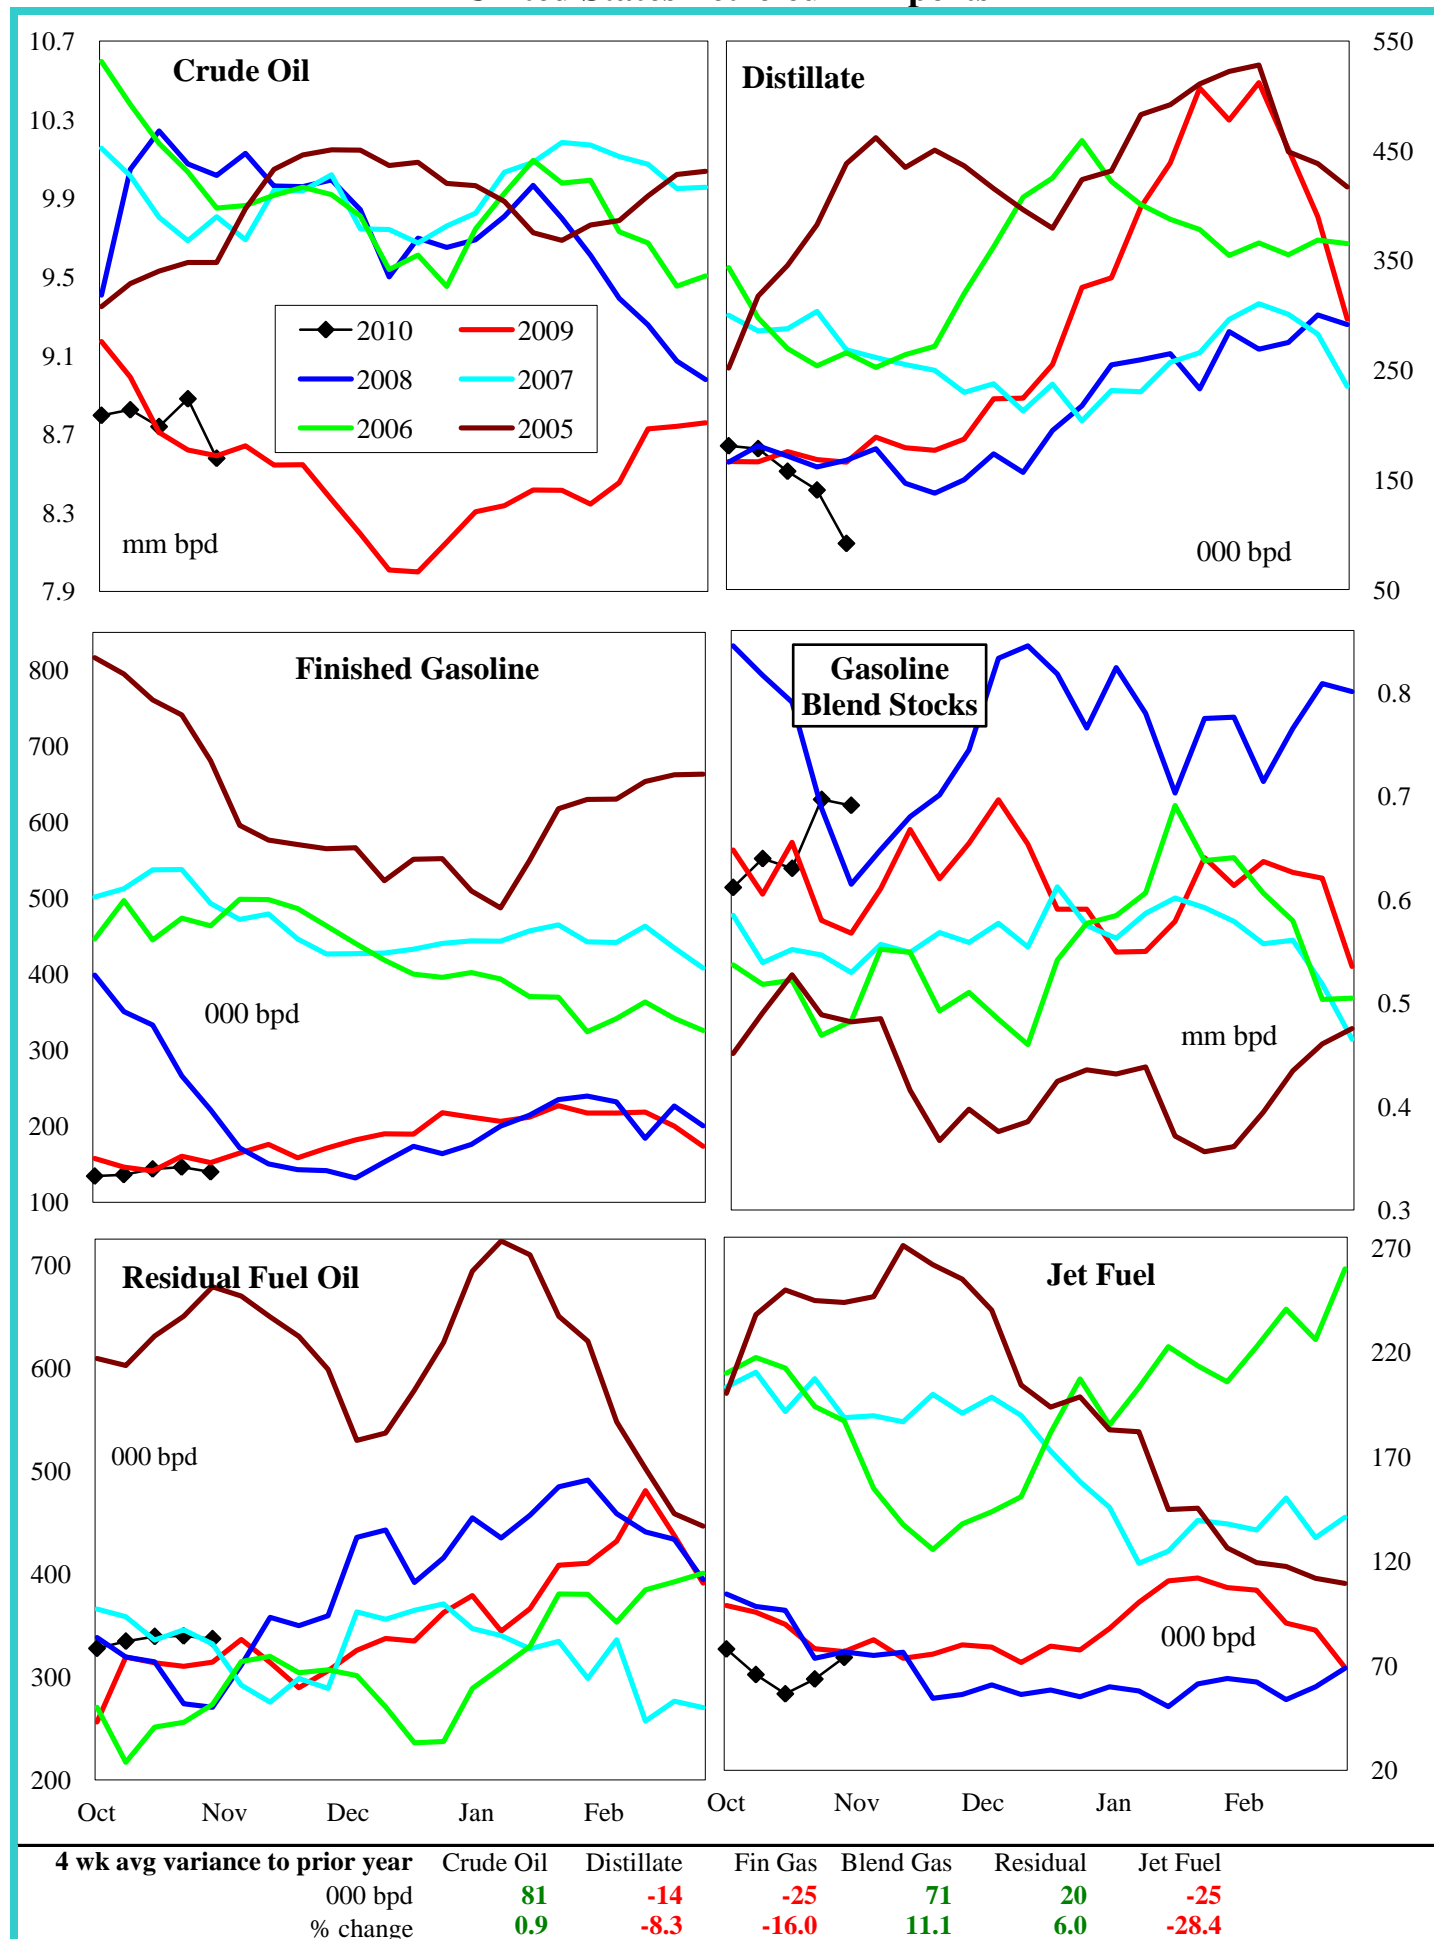 10.7
10.3
9.9
9.5
9.1
8.7
8.3
7.9
Crude Oil
2010 2009
2008 2007
2006 2005
mm bpd
Distillate
000 bpd
550
450
350
250
150
50
800
700
600
500
400
300
200
100
Finished Gasoline
000 bpd
Gasoline
Blend Stocks
mm bpd
0.8
0.7
0.6
0.5
0.4
0.3
700
600
500
400
300
200
Residual Fuel Oil
000 bpd
Oct Nov Dec Jan Feb
Jet Fuel
000 bpd
270
220
170
120
70
20
Oct Nov Dec Jan Feb
4 wk avg variance to prior year Crude Oil Distillate Fin Gas Blend Gas Residual Jet Fuel
000 bpd 81 -14 -25 71 20 -25
% change 0.9 -8.3 -16.0 11.1 6.0 -28.4